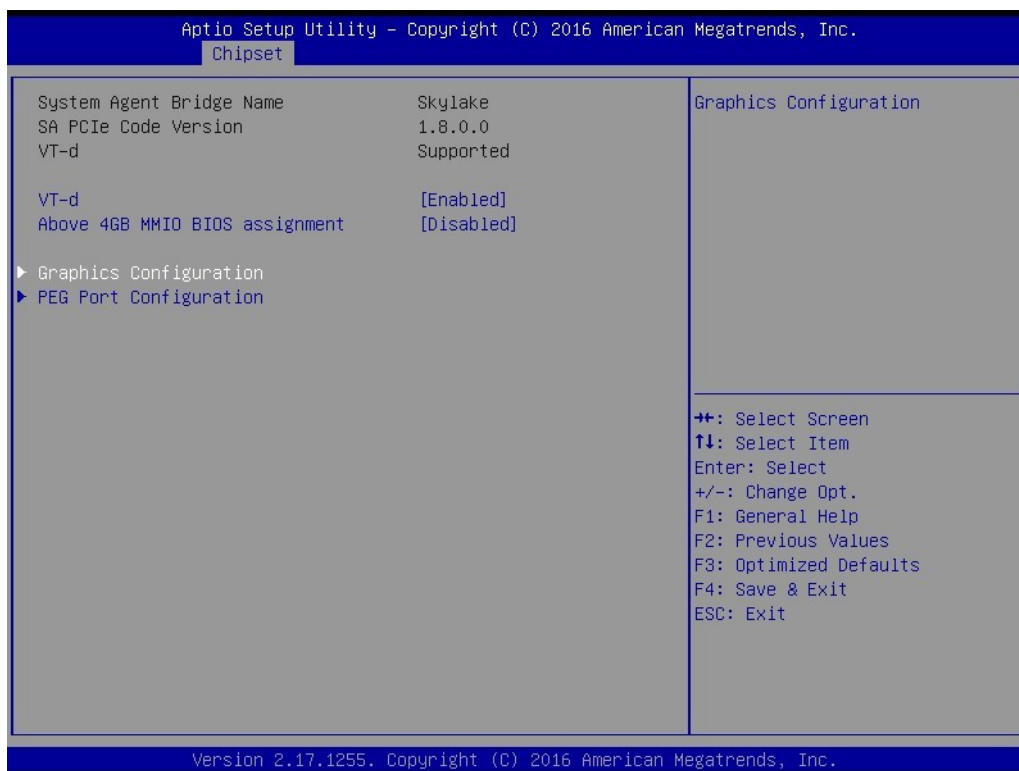 Aptio Setup Utility – Copyright (C) 2016 American Megatrends, Inc.
Chipset
System Agent Bridge Name Skylake
SA PCIe Code Version 1.8.0.0
VT-d Supported
VT-d [Enabled]
Above 4GB MMIO BIOS assignment [Disabled]
Graphics Configuration
PEG Port Configuration
Graphics Configuration
→←: Select Screen
↑↓: Select Item
Enter: Select
+/-: Change Opt.
F1: General Help
F2: Previous Values
F3: Optimized Defaults
F4: Save & Exit
ESC: Exit
Version 2.17.1255. Copyright (C) 2016 American Megatrends, Inc.